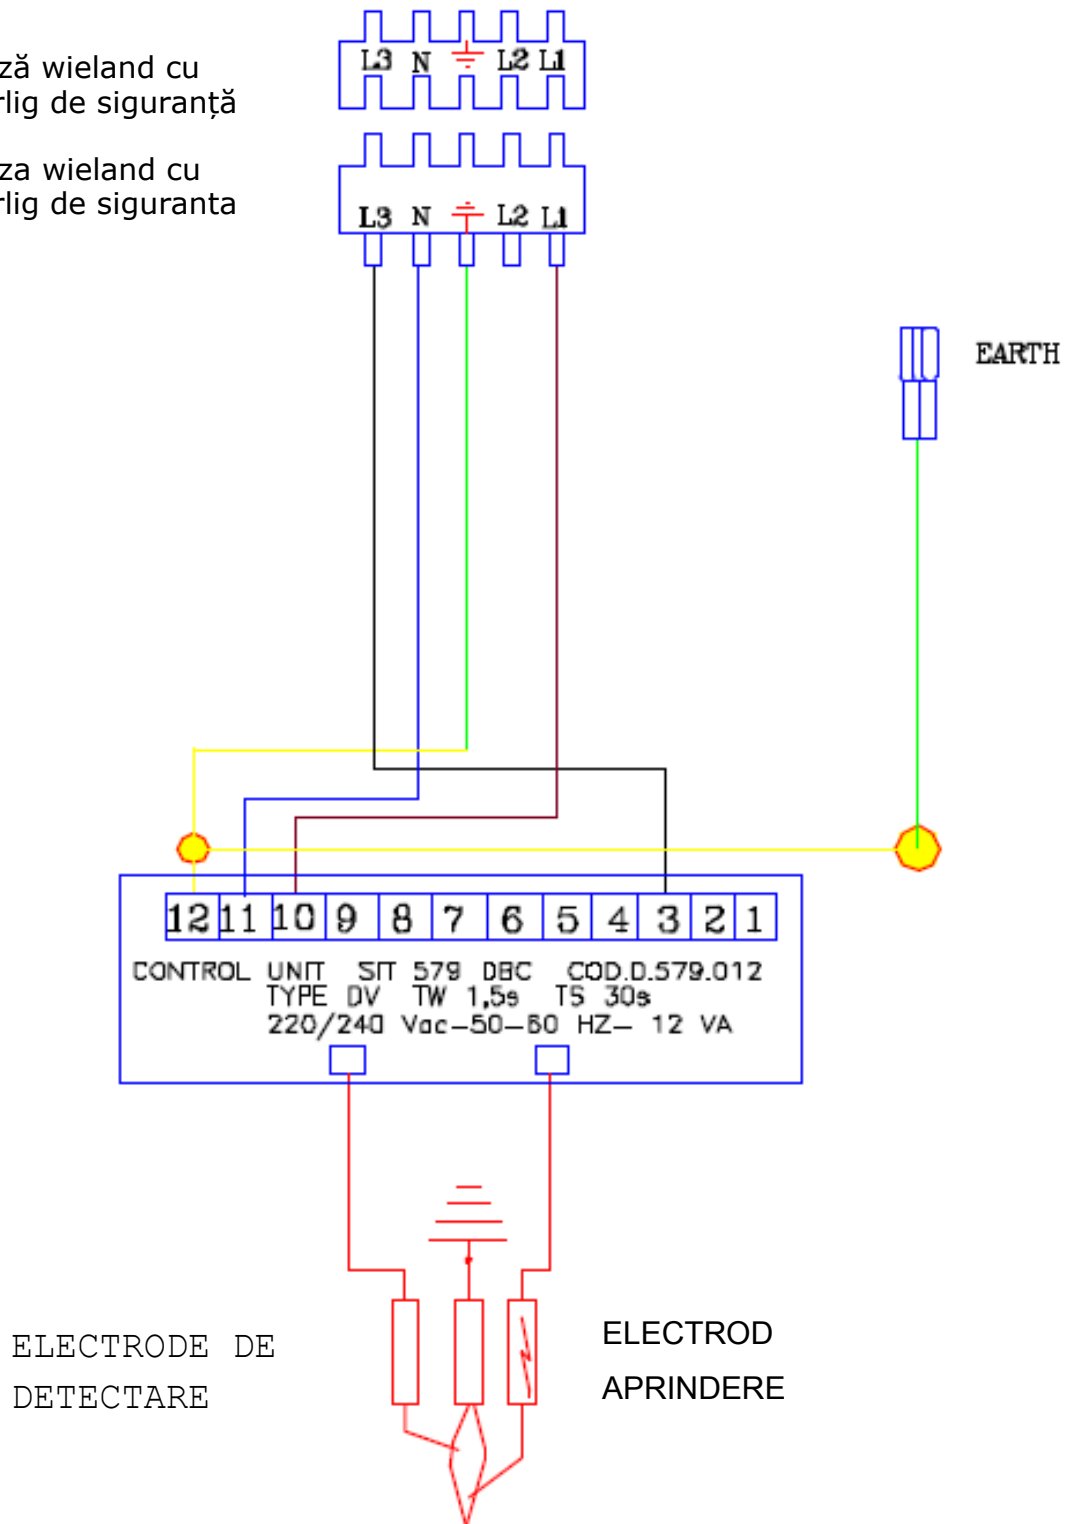 L3 N L2 L1
ză wieland cu
rlig de siguranță
za wieland cu
rlig de siguranta
L3 N L2 L1
EARTH
12 11 10 9 8 7 6 5 4 3 2 1
CONTROL UNIT SIT 579 DBC COD.D.579.012
TYPE DV TW 1,5s TS 30s
220/240 Vac-50-60 HZ- 12 VA
ELECTRODE DE
DETECTARE
ELECTROD
APRINDERE